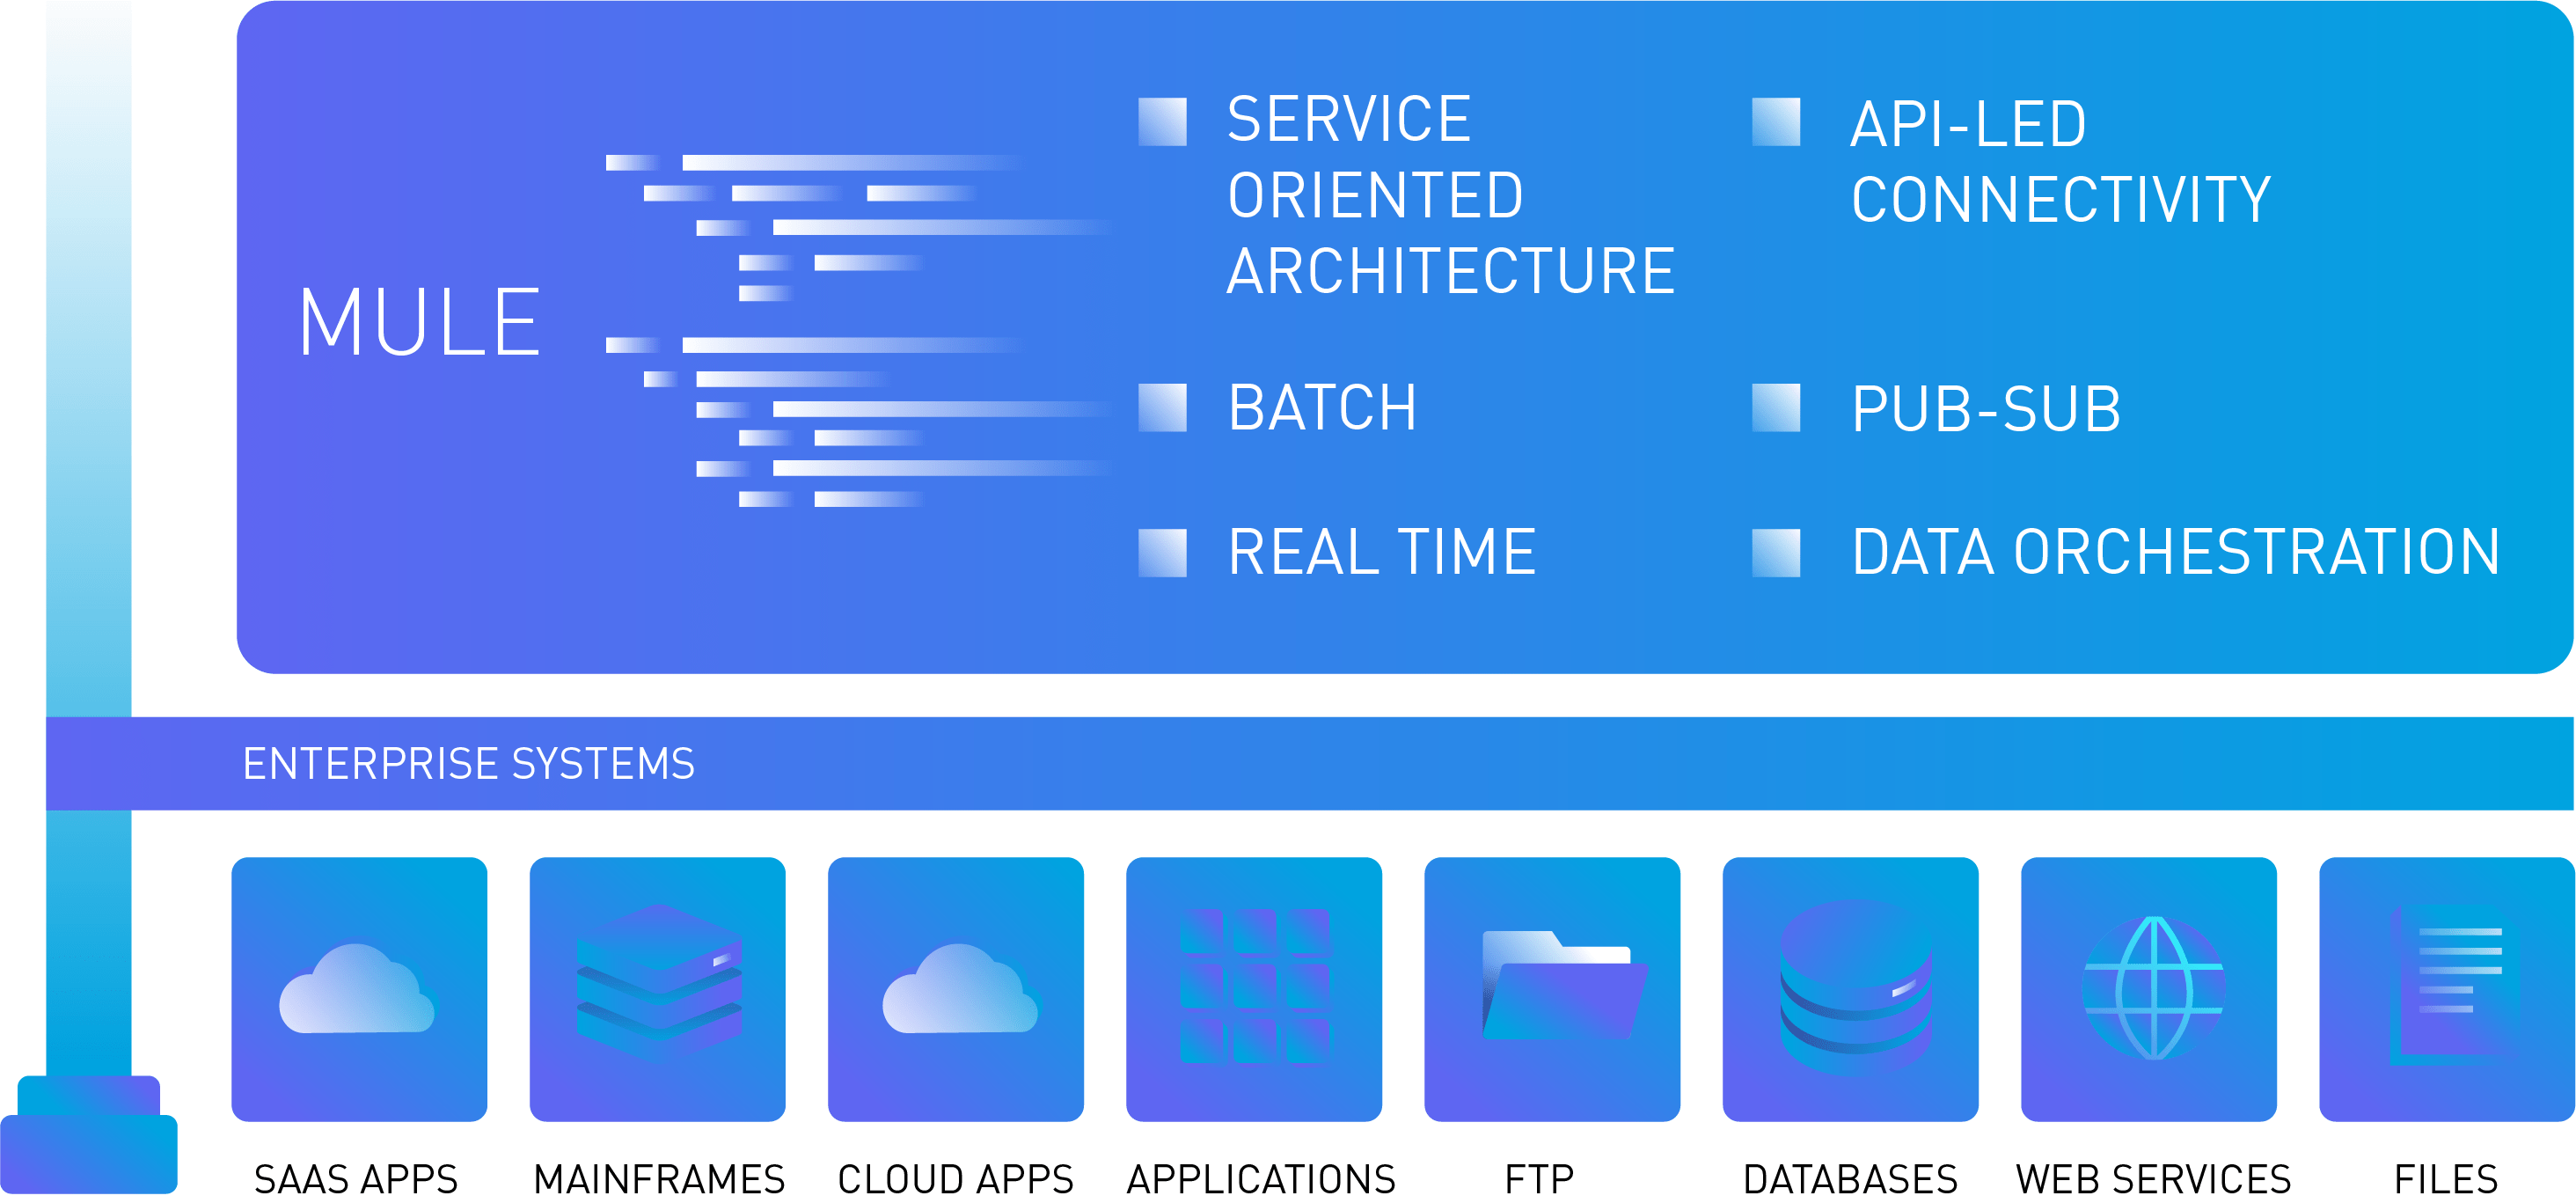 MULE
SERVICE
ORIENTED
ARCHITECTURE
BATCH
REAL TIME
API-LED
CONNECTIVITY
PUB-SUB
DATA ORCHESTRATION
ENTERPRISE SYSTEMS
SAAS APPS
MAINFRAMES
CLOUD APPS
APPLICATIONS
FTP
DATABASES
WEB SERVICES
FILES